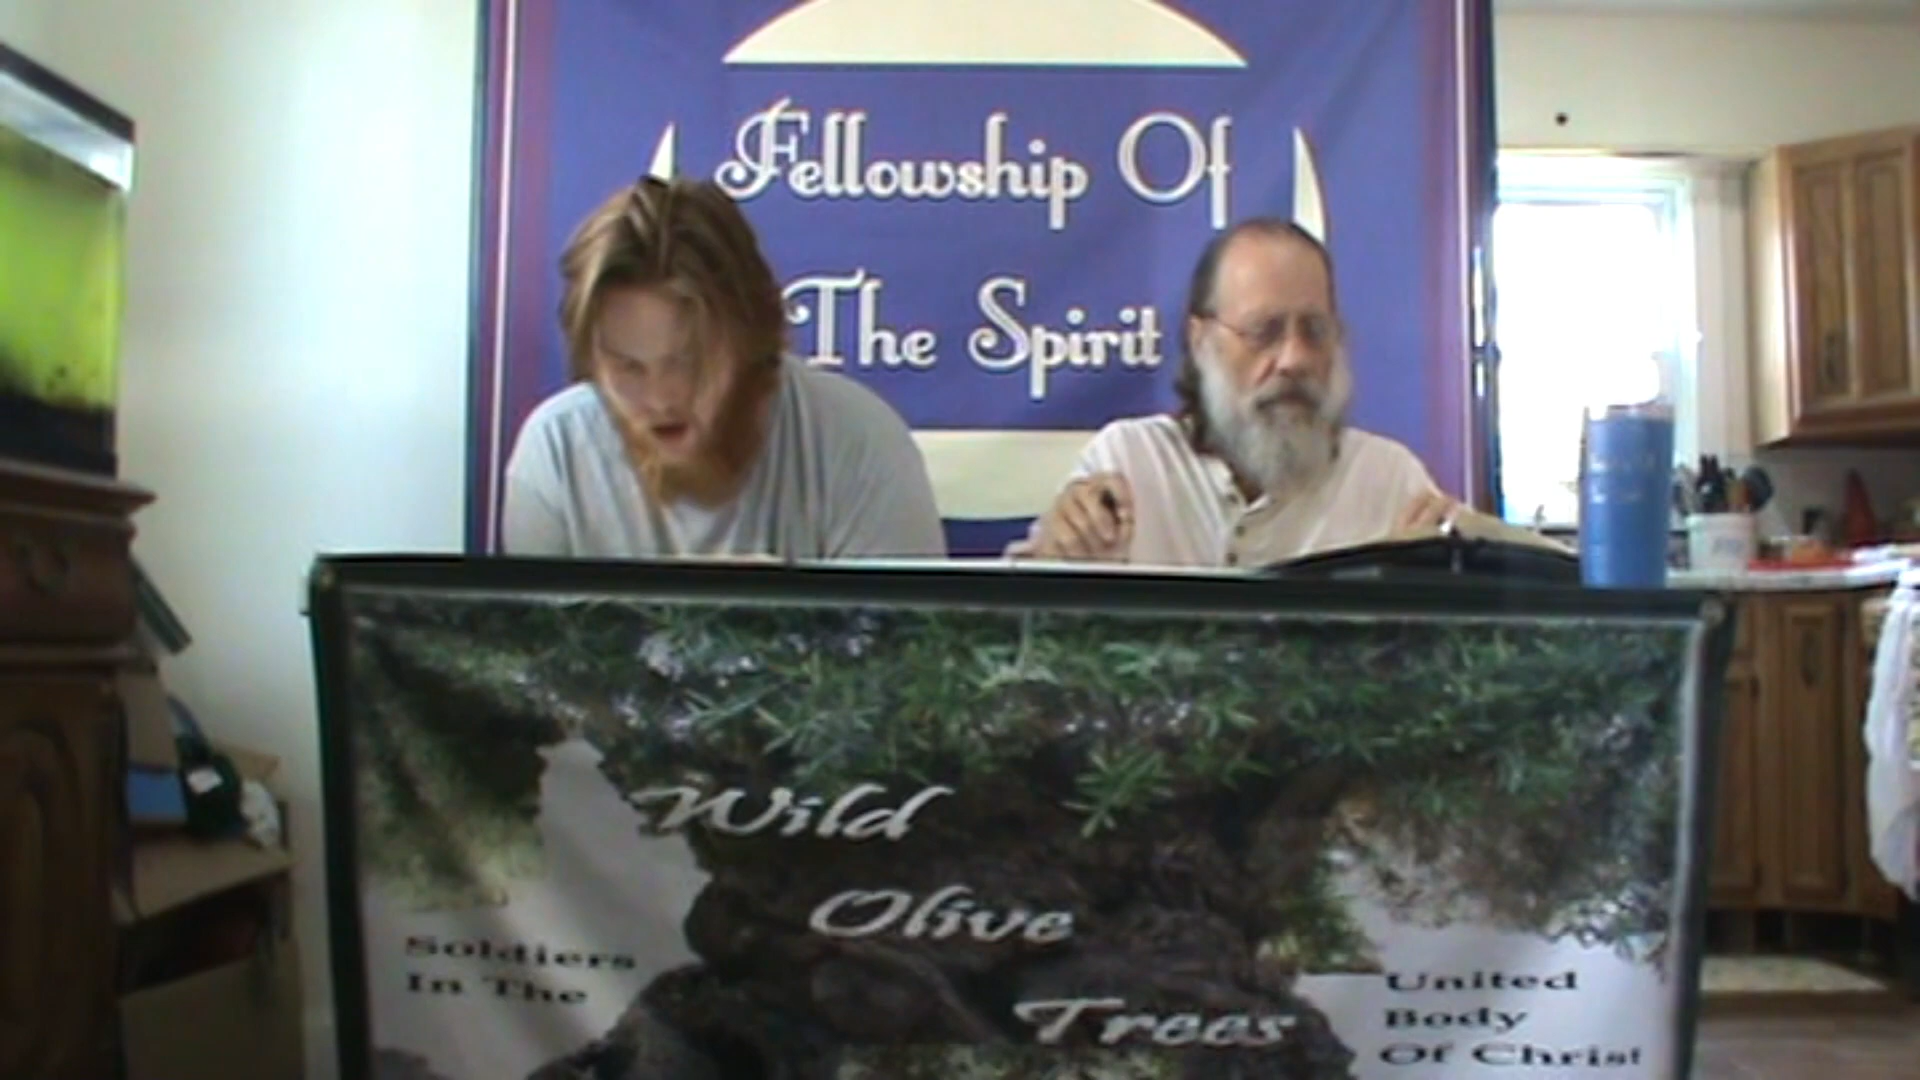 Fellowship Of
The Spirit
Wild
Olive
Trees
Soldiers
In The
United
Body
Of Christ